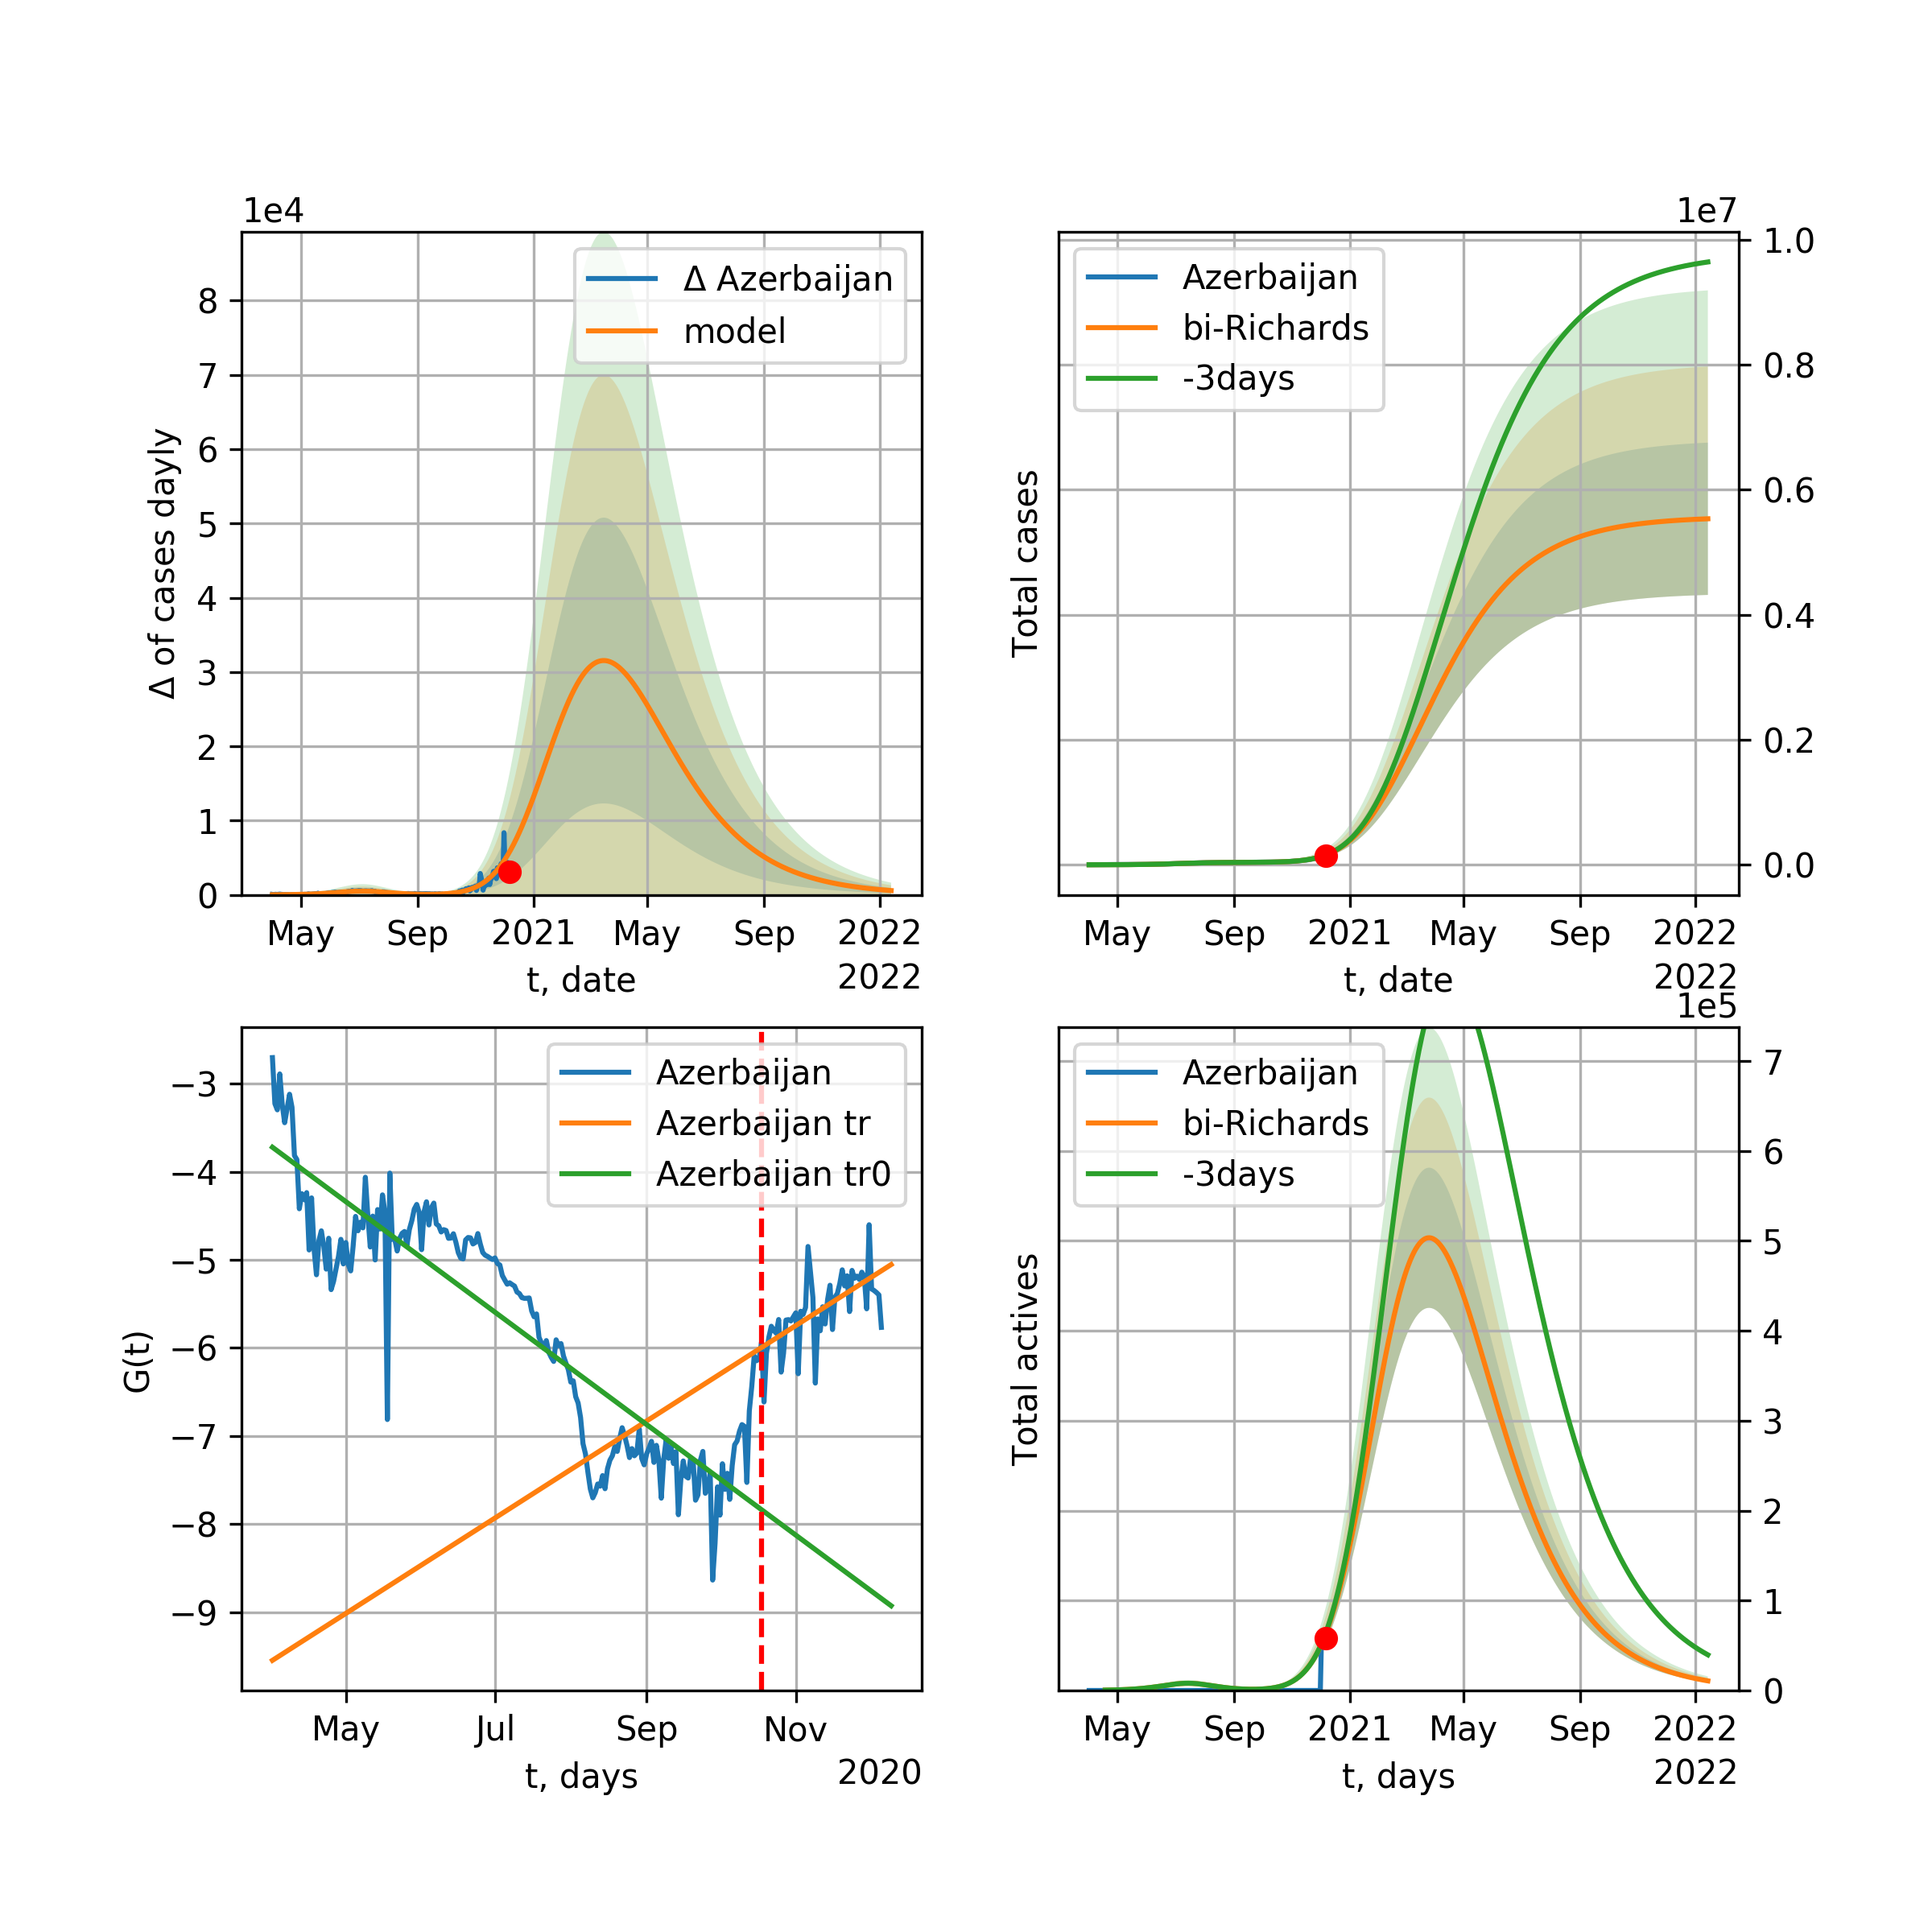 1e4
Δ of cases dayly
8
7
6
5
4
3
2
1
0
Δ Azerbaijan
model
May Sep 2021 May Sep 2022
t, date 2022
1e7
Total cases
Azerbaijan
bi-Richards
-3days
1.0
0.8
0.6
0.4
0.2
0.0
May Sep 2021 May Sep 2022
t, date 2022
G(t)
−3
−4
−5
−6
−7
−8
−9
Azerbaijan
Azerbaijan tr
Azerbaijan tr0
May Jul Sep Nov
t, days 2020
1e5
Total actives
Azerbaijan
bi-Richards
-3days
7
6
5
4
3
2
1
0
May Sep 2021 May Sep 2022
t, days 2022